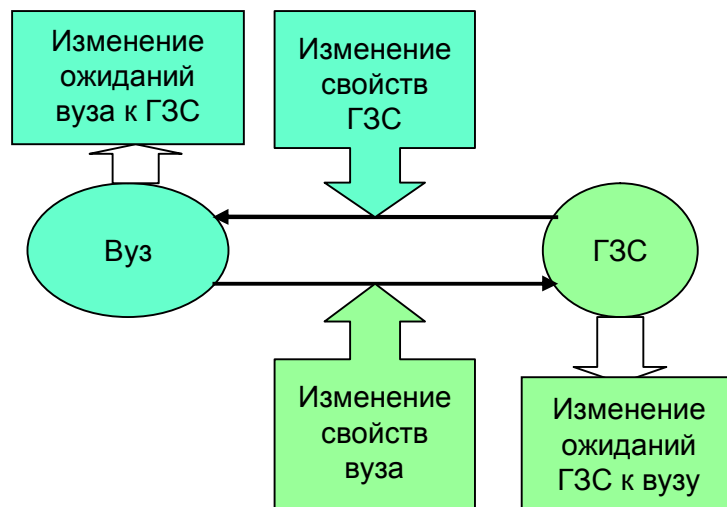 Изменение
ожиданий
вуза к ГЗС
Изменение
свойств
ГЗС
Вуз
ГЗС
Изменение
свойств
вуза
Изменение
ожиданий
ГЗС к вузу